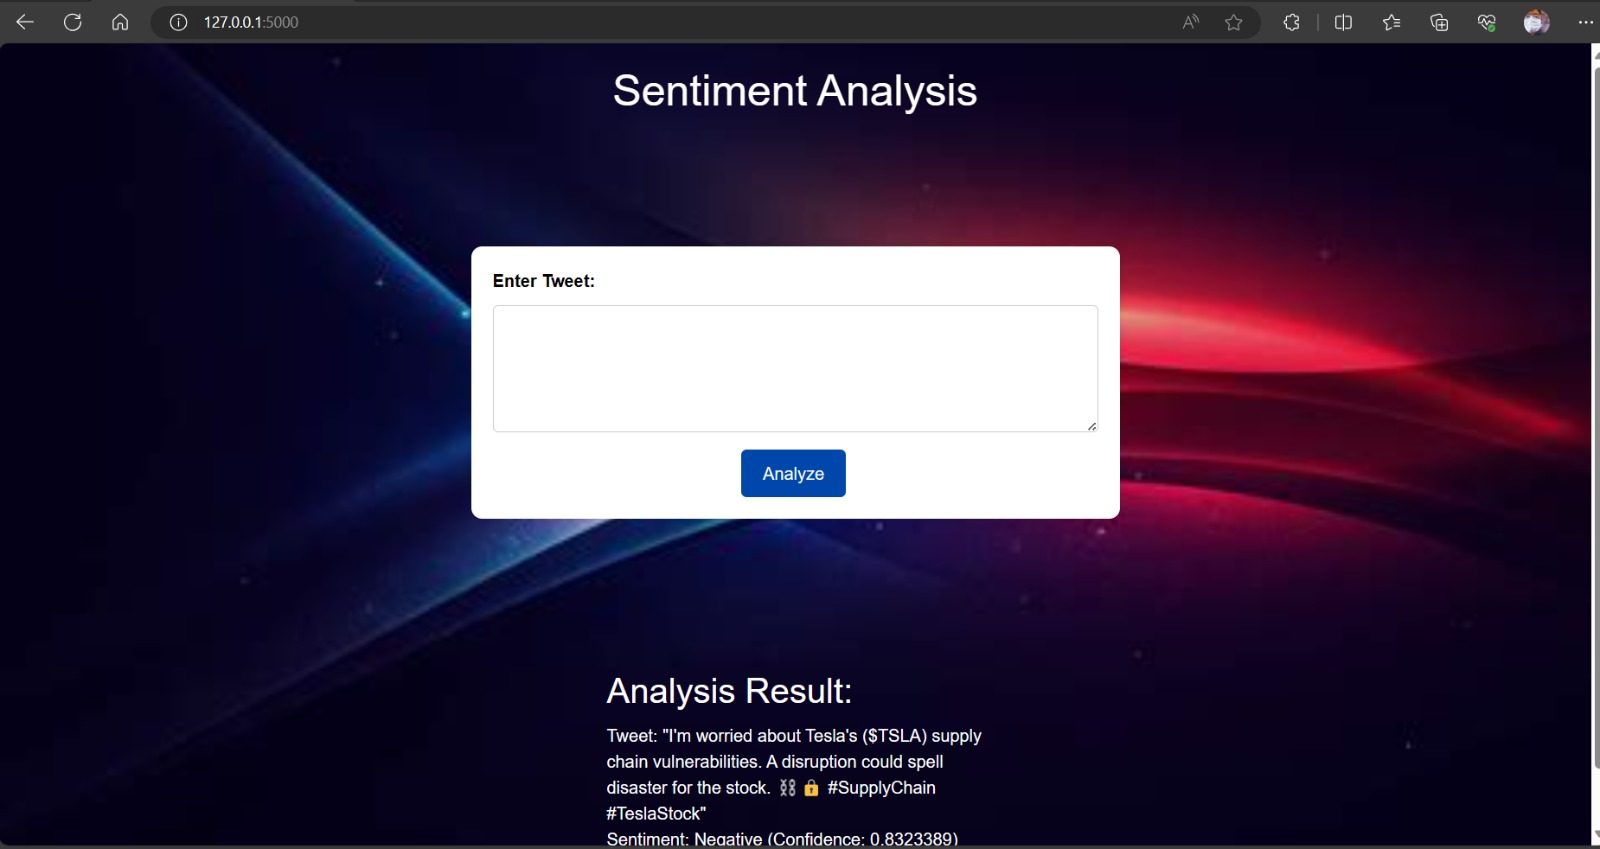 127.0.0.1:5000
Sentiment Analysis
Enter Tweet:
Analyze
Analysis Result:
Tweet: "I'm worried about Tesla's ($TSLA) supply
chain vulnerabilities. A disruption could spell
disaster for the stock. ⛓️ 🔒 #SupplyChain
#TeslaStock"
Sentiment: Negative (Confidence: 0.8323389)